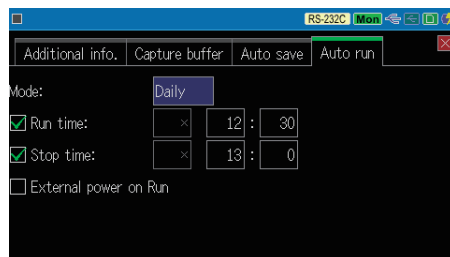 RS-232C Mon
Additional info. Capture buffer Auto save Auto run
Mode: Daily
Run time: × 12 : 30
Stop time: × 13 : 0
External power on Run